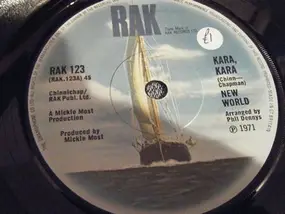 RAK
RAK 123
(RAK.123A) 45
Chinnichap/
RAK Publ. Ltd.
A Mickie Most
Production
Produced by
Mickie Most
£1
KARA,
KARA
(Chinn—
Chapman)
NEW
WORLD
Arranged by
Phil Dennys
℗ 1971